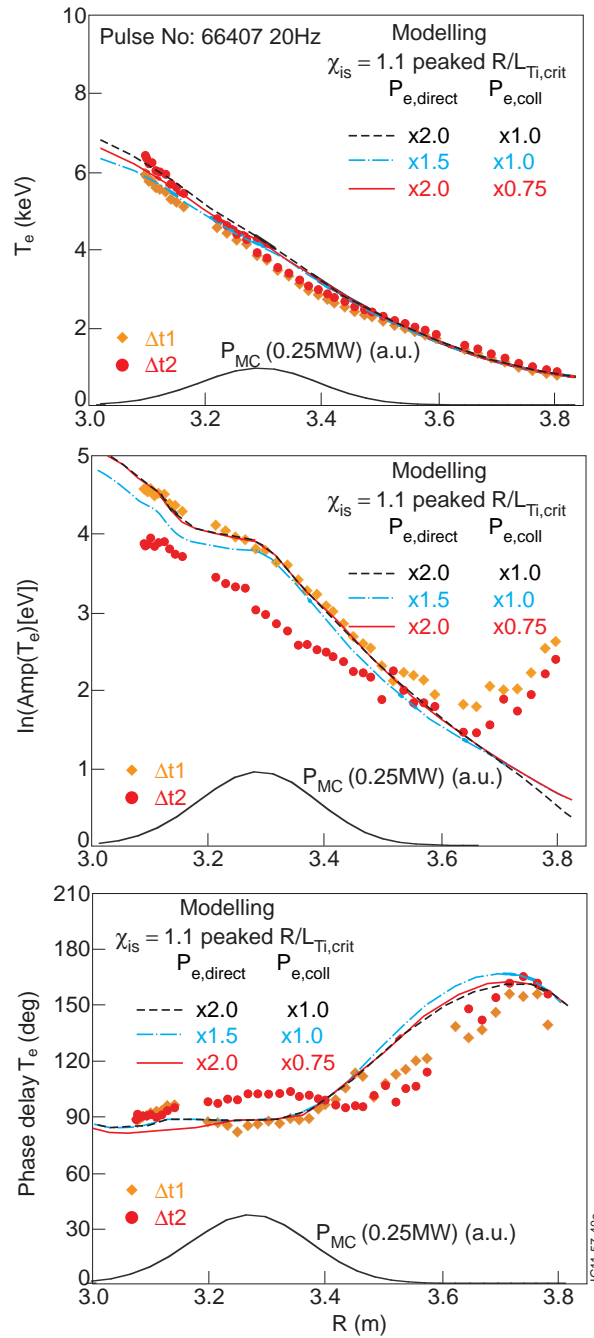 Pulse No: 66407 20Hz
Modelling
χis = 1.1 peaked R/LTi,crit
Pe,direct Pe,coll
x2.0 x1.0
x1.5 x1.0
x2.0 x0.75
Te (keV)
10
8
6
4
2
0
Δt1
Δt2
PMC (0.25MW) (a.u.)
3.0 3.2 3.4 3.6 3.8
Modelling
χis = 1.1 peaked R/LTi,crit
Pe,direct Pe,coll
x2.0 x1.0
x1.5 x1.0
x2.0 x0.75
ln(Amp(Te)[eV])
5
4
3
2
1
0
Δt1
Δt2
PMC (0.25MW) (a.u.)
3.0 3.2 3.4 3.6 3.8
Modelling
χis = 1.1 peaked R/LTi,crit
Pe,direct Pe,coll
x2.0 x1.0
x1.5 x1.0
x2.0 x0.75
Phase delay Te (deg)
210
180
150
120
90
60
30
0
Δt1
Δt2
PMC (0.25MW) (a.u.)
3.0 3.2 3.4 3.6 3.8
R (m)